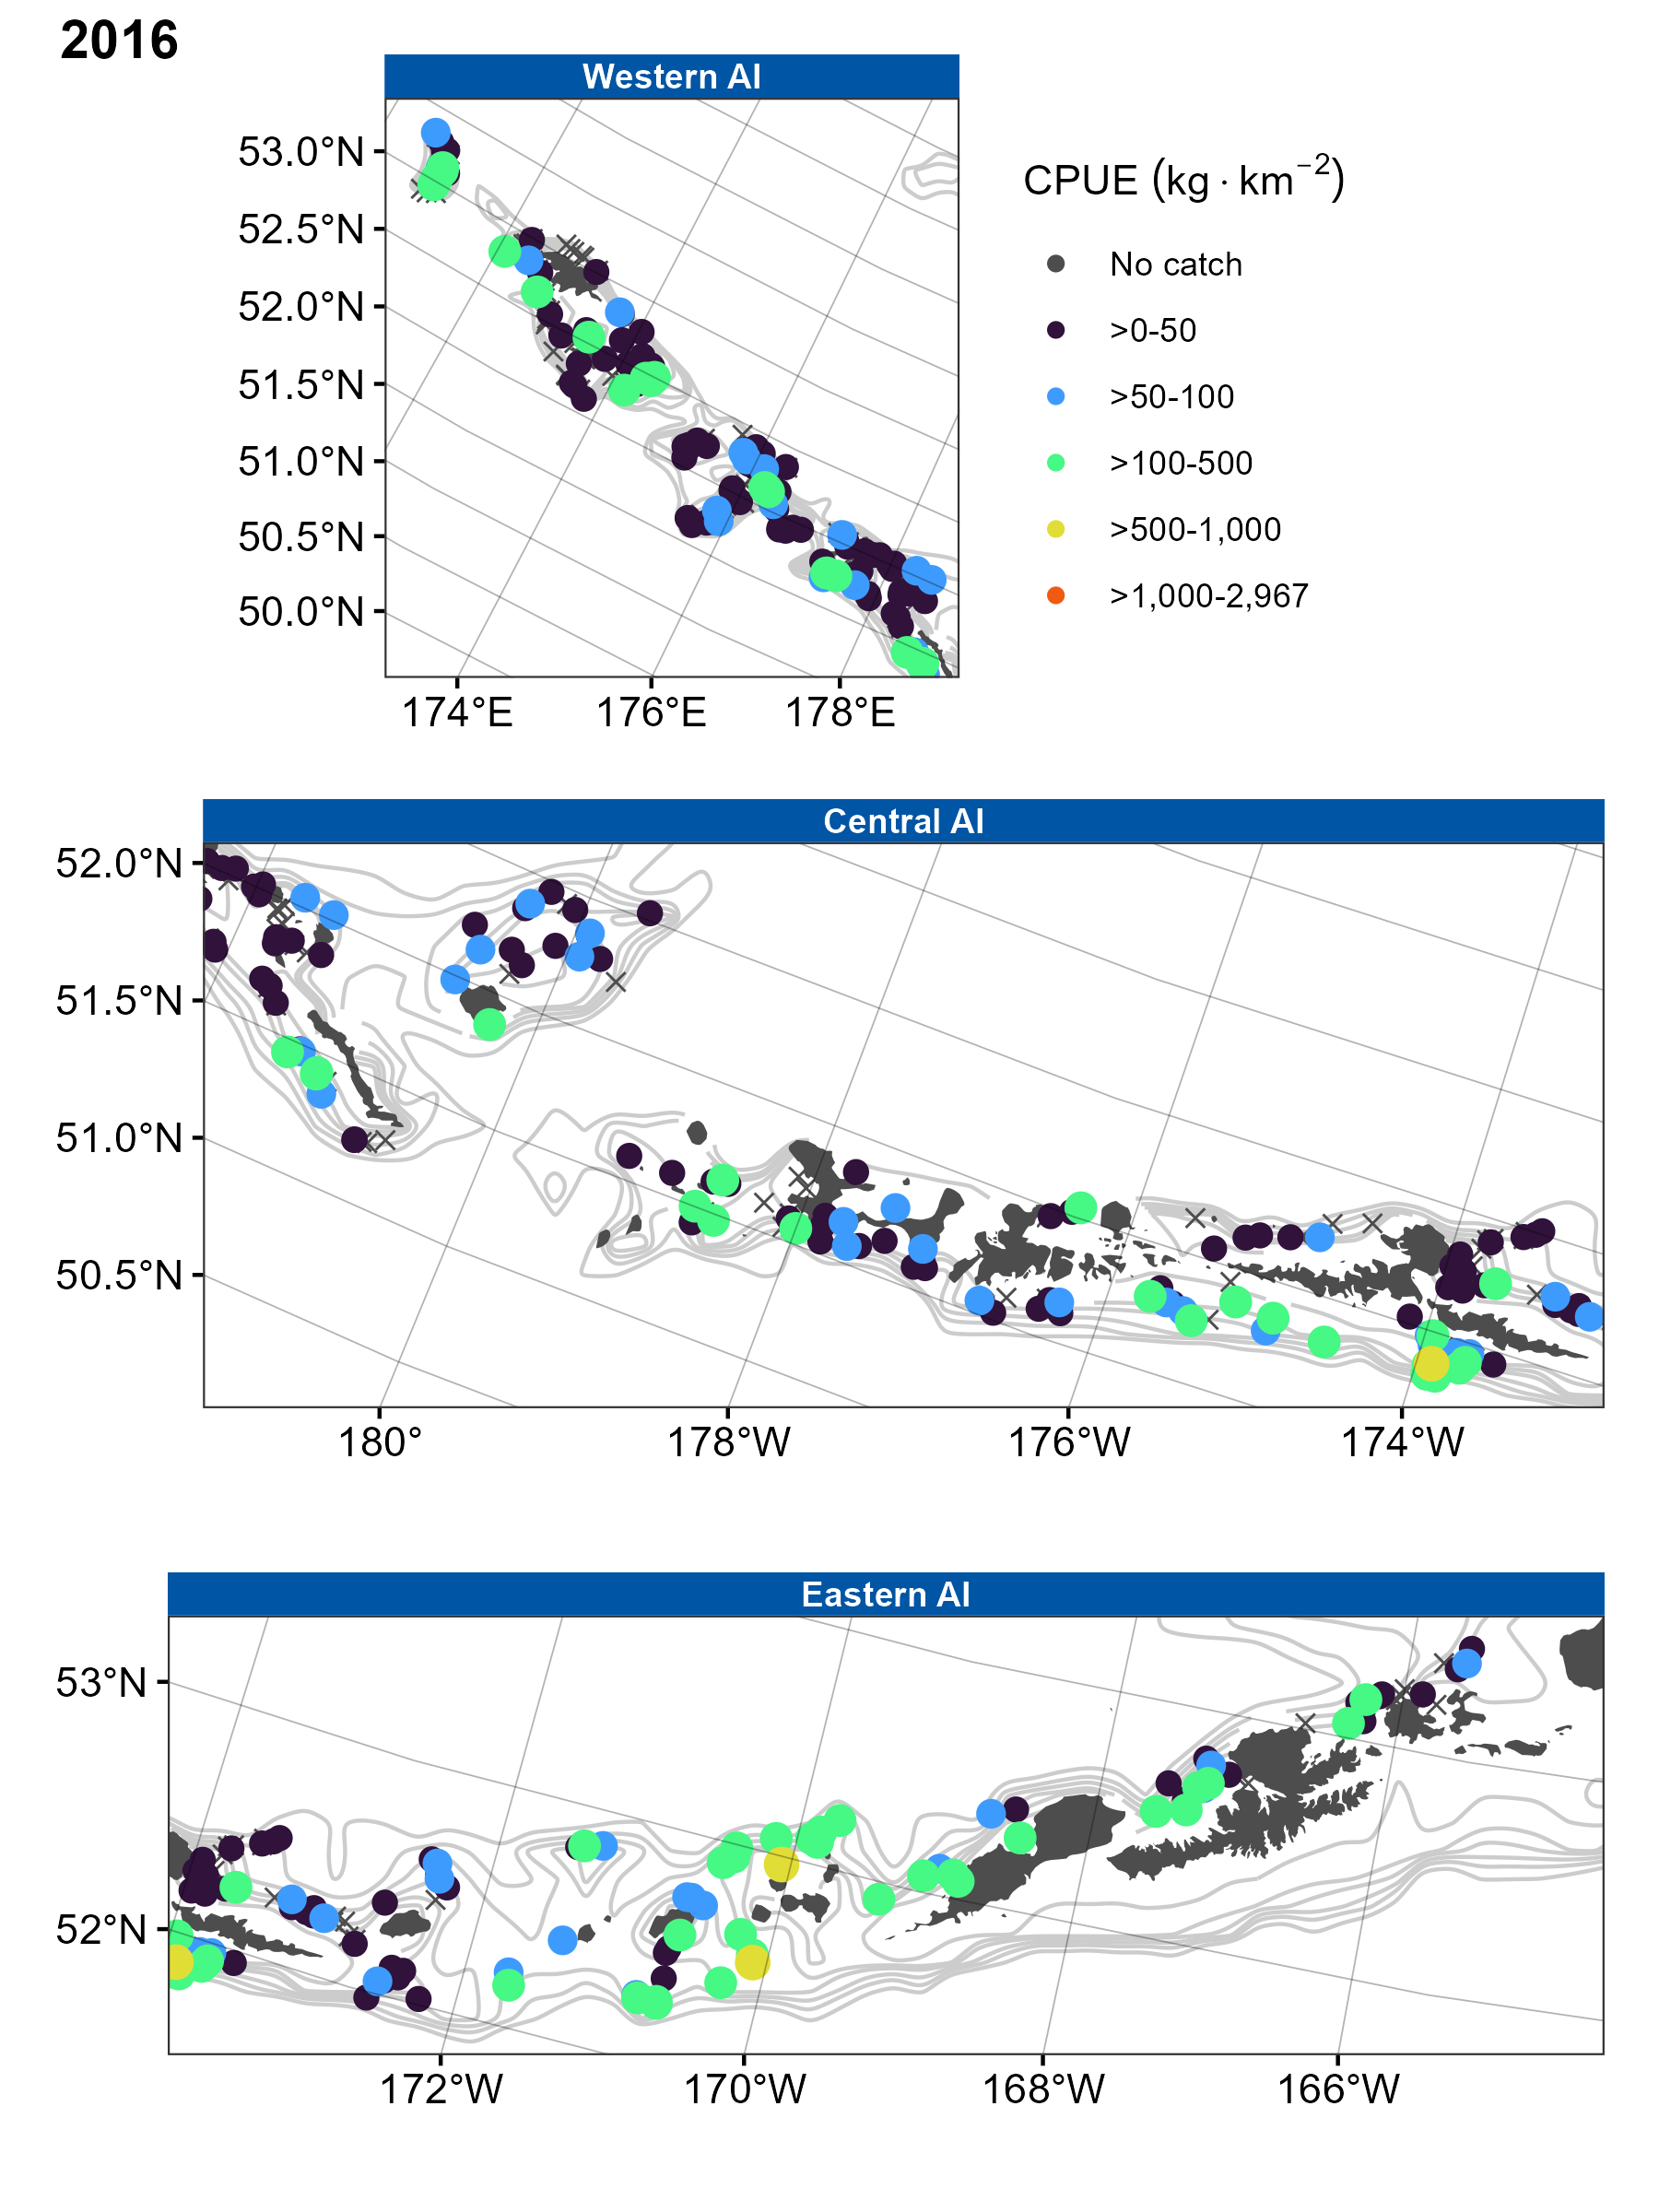 2016
Western AI
53.0°N
52.5°N
52.0°N
51.5°N
51.0°N
50.5°N
50.0°N
174°E 176°E 178°E
CPUE (kg·km⁻²)
No catch
>0-50
>50-100
>100-500
>500-1,000
>1,000-2,967
Central AI
52.0°N
51.5°N
51.0°N
50.5°N
180° 178°W 176°W 174°W
Eastern AI
53°N
52°N
172°W 170°W 168°W 166°W